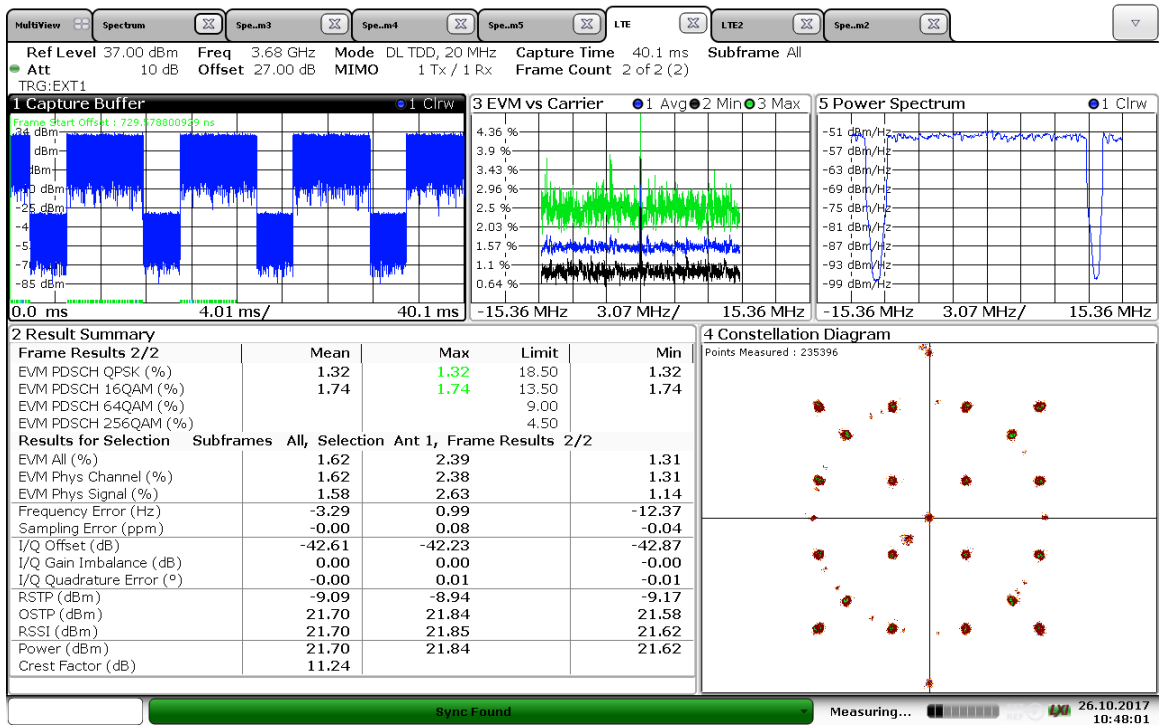 MultiView Spectrum Spe..m3 Spe..m4 Spe..m5 LTE LTE2 Spe..m2
Ref Level 37.00 dBm Freq 3.68 GHz Mode DL TDD, 20 MHz Capture Time 40.1 ms Subframe All
Att 10 dB Offset 27.00 dB MIMO 1 Tx / 1 Rx Frame Count 2 of 2 (2)
TRG:EXT1
1 Capture Buffer 1 Clrw
Frame Start Offset : 729.578800929 ns
34 dBm
dBm
dBm
dBm
-25 dBm
-85 dBm
0.0 ms 4.01 ms/ 40.1 ms
3 EVM vs Carrier 1 Avg 2 Min 3 Max
4.36 %
3.9 %
3.43 %
2.96 %
2.5 %
2.03 %
1.57 %
1.1 %
0.64 %
-15.36 MHz 3.07 MHz/ 15.36 MHz
5 Power Spectrum 1 Clrw
-51 dBm/Hz
-57 dBm/Hz
-63 dBm/Hz
-69 dBm/Hz
-75 dBm/Hz
-81 dBm/Hz
-87 dBm/Hz
-93 dBm/Hz
-99 dBm/Hz
-15.36 MHz 3.07 MHz/ 15.36 MHz
2 Result Summary
Frame Results 2/2 Mean Max Limit Min
EVM PDSCH QPSK (%) 1.32 1.32 18.50 1.32
EVM PDSCH 16QAM (%) 1.74 1.74 13.50 1.74
EVM PDSCH 64QAM (%) 9.00
EVM PDSCH 256QAM (%) 4.50
Results for Selection Subframes All, Selection Ant 1, Frame Results 2/2
EVM All (%) 1.62 2.39 1.31
EVM Phys Channel (%) 1.62 2.38 1.31
EVM Phys Signal (%) 1.58 2.63 1.14
Frequency Error (Hz) -3.29 0.99 -12.37
Sampling Error (ppm) -0.00 0.08 -0.04
I/Q Offset (dB) -42.61 -42.23 -42.87
I/Q Gain Imbalance (dB) 0.00 0.00 -0.00
I/Q Quadrature Error (°) -0.00 0.01 -0.01
RSTP (dBm) -9.09 -8.94 -9.17
OSTP (dBm) 21.70 21.84 21.58
RSSI (dBm) 21.70 21.85 21.62
Power (dBm) 21.70 21.84 21.62
Crest Factor (dB) 11.24
4 Constellation Diagram
Points Measured : 235396
Sync Found
Measuring...
REF
LXI
26.10.2017
10:48:01